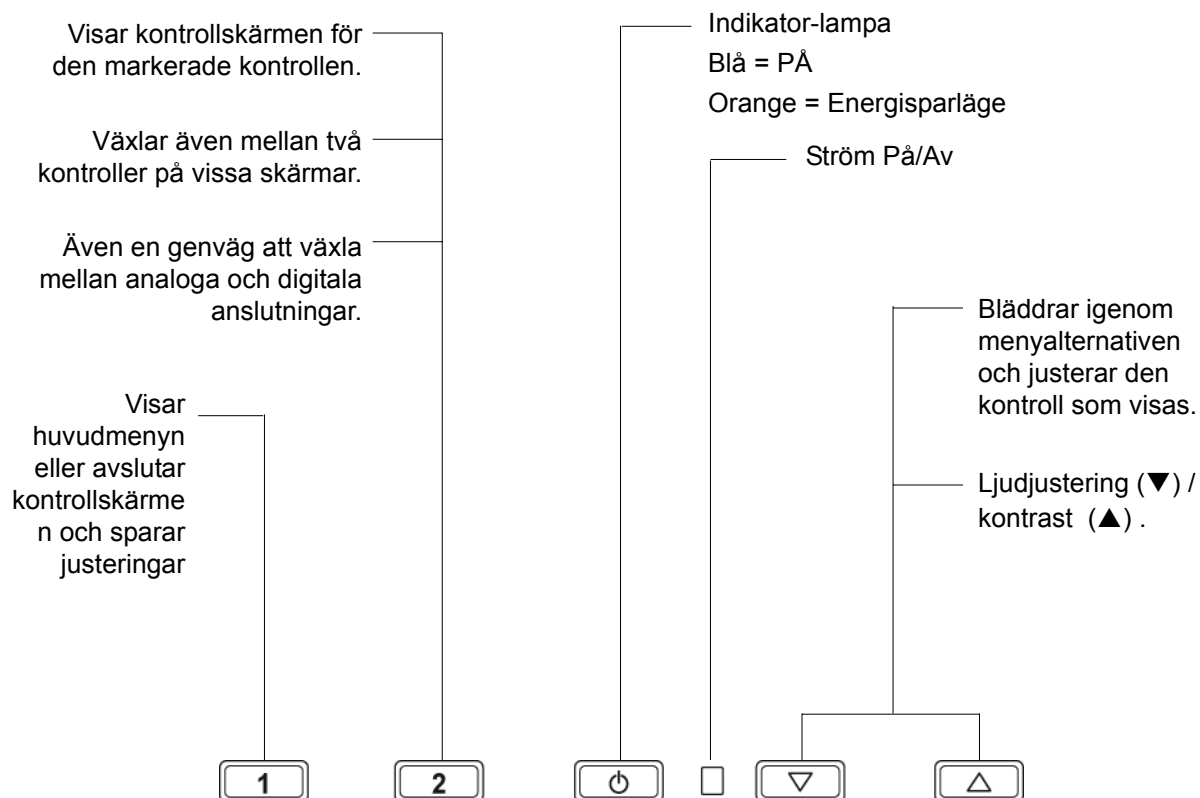 Visar kontrollskärmen för
den markerade kontrollen.
Växlar även mellan två
kontroller på vissa skärmar.
Även en genväg att växla
mellan analoga och digitala
anslutningar.
Visar
huvudmenyn
eller avslutar
kontrollskärme
n och sparar
justeringar
Indikator-lampa
Blå = PÅ
Orange = Energisparläge
Ström På/Av
Bläddrar igenom
menyalternativen
och justerar den
kontroll som visas.
Ljudjustering (▼) /
kontrast (▲) .
1
2